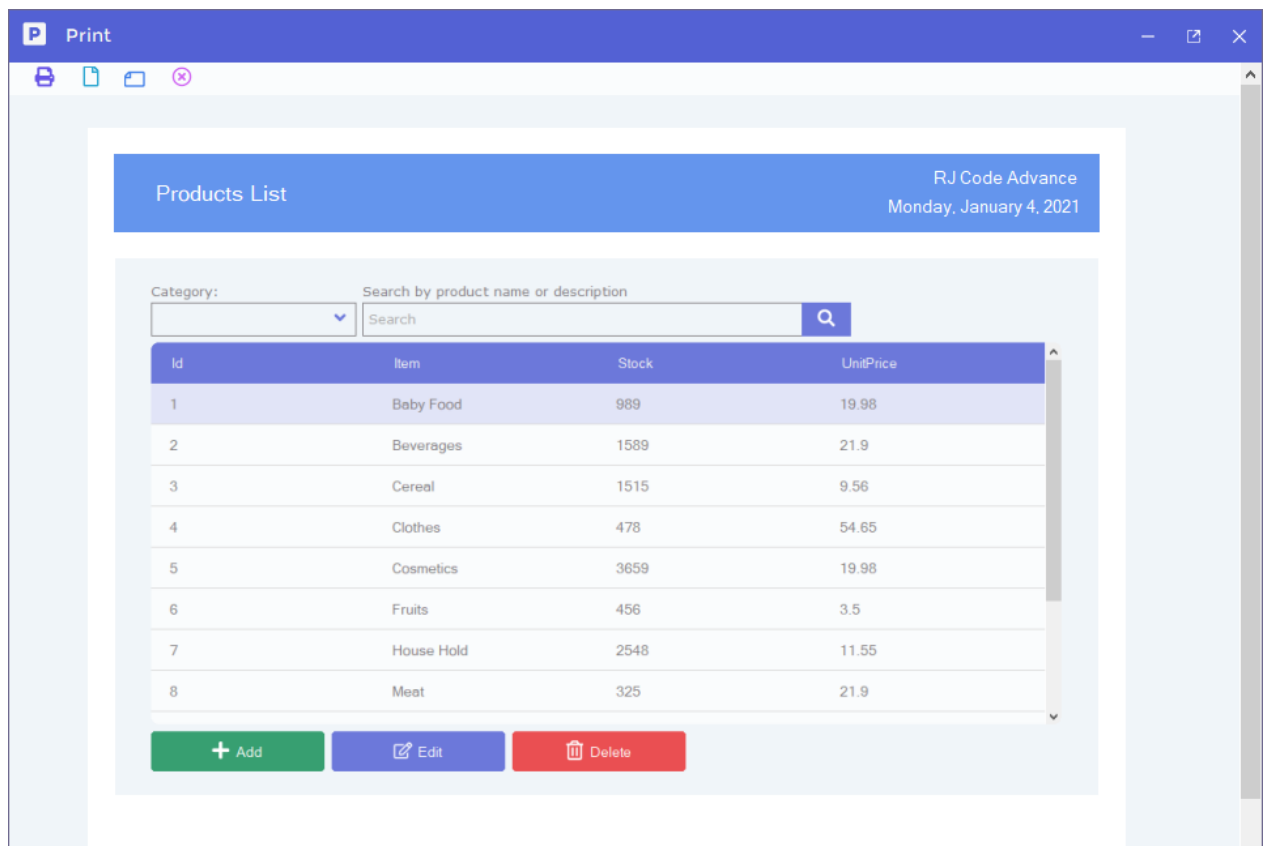 P Print
Products List
RJ Code Advance
Monday, January 4, 2021
Category:
Search by product name or description
Search
Id Item Stock UnitPrice
1 Baby Food 989 19.98
2 Beverages 1589 21.9
3 Cereal 1515 9.56
4 Clothes 478 54.65
5 Cosmetics 3659 19.98
6 Fruits 456 3.5
7 House Hold 2548 11.55
8 Meat 325 21.9
Add Edit Delete